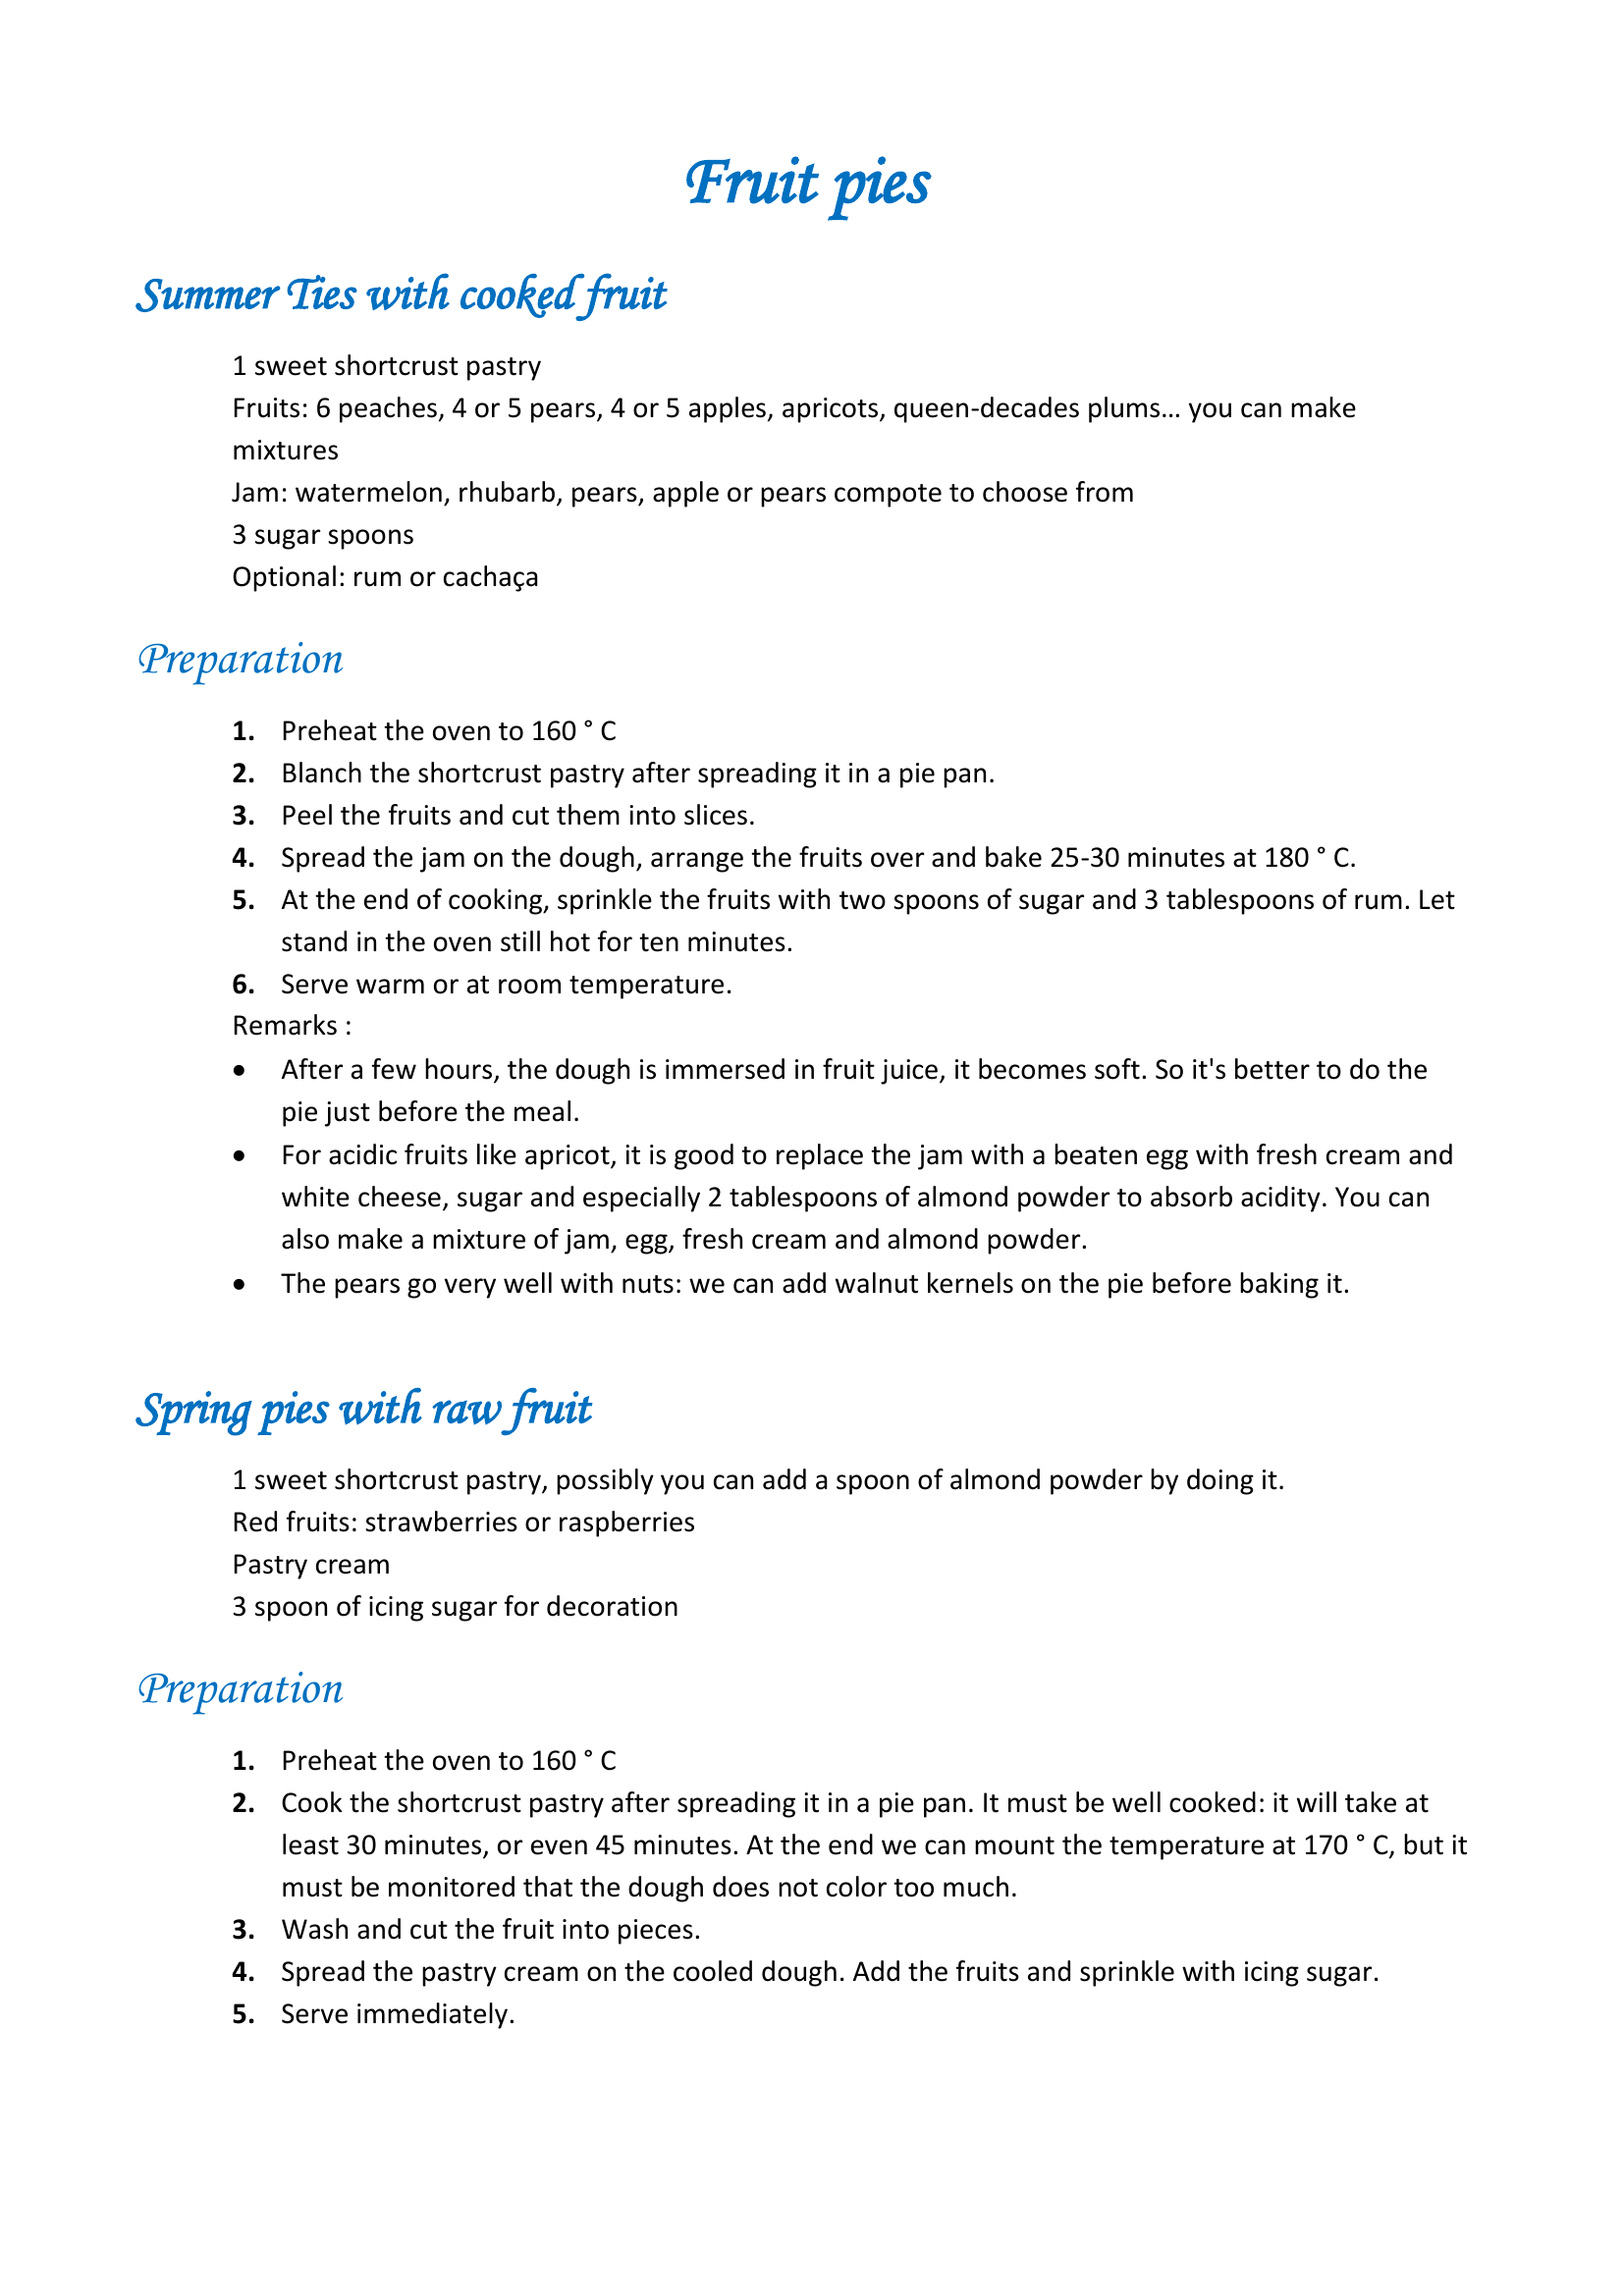 Fruit pies
Summer Ties with cooked fruit
1 sweet shortcrust pastry
Fruits: 6 peaches, 4 or 5 pears, 4 or 5 apples, apricots, queen-decades plums... you can make
mixtures
Jam: watermelon, rhubarb, pears, apple or pears compote to choose from
3 sugar spoons
Optional: rum or cachaça
Preparation
1. Preheat the oven to 160 ° C
2. Blanch the shortcrust pastry after spreading it in a pie pan.
3. Peel the fruits and cut them into slices.
4. Spread the jam on the dough, arrange the fruits over and bake 25-30 minutes at 180 ° C.
5. At the end of cooking, sprinkle the fruits with two spoons of sugar and 3 tablespoons of rum. Let
stand in the oven still hot for ten minutes.
6. Serve warm or at room temperature.
Remarks :
• After a few hours, the dough is immersed in fruit juice, it becomes soft. So it's better to do the
pie just before the meal.
• For acidic fruits like apricot, it is good to replace the jam with a beaten egg with fresh cream and
white cheese, sugar and especially 2 tablespoons of almond powder to absorb acidity. You can
also make a mixture of jam, egg, fresh cream and almond powder.
• The pears go very well with nuts: we can add walnut kernels on the pie before baking it.
Spring pies with raw fruit
1 sweet shortcrust pastry, possibly you can add a spoon of almond powder by doing it.
Red fruits: strawberries or raspberries
Pastry cream
3 spoon of icing sugar for decoration
Preparation
1. Preheat the oven to 160 ° C
2. Cook the shortcrust pastry after spreading it in a pie pan. It must be well cooked: it will take at
least 30 minutes, or even 45 minutes. At the end we can mount the temperature at 170 ° C, but it
must be monitored that the dough does not color too much.
3. Wash and cut the fruit into pieces.
4. Spread the pastry cream on the cooled dough. Add the fruits and sprinkle with icing sugar.
5. Serve immediately.